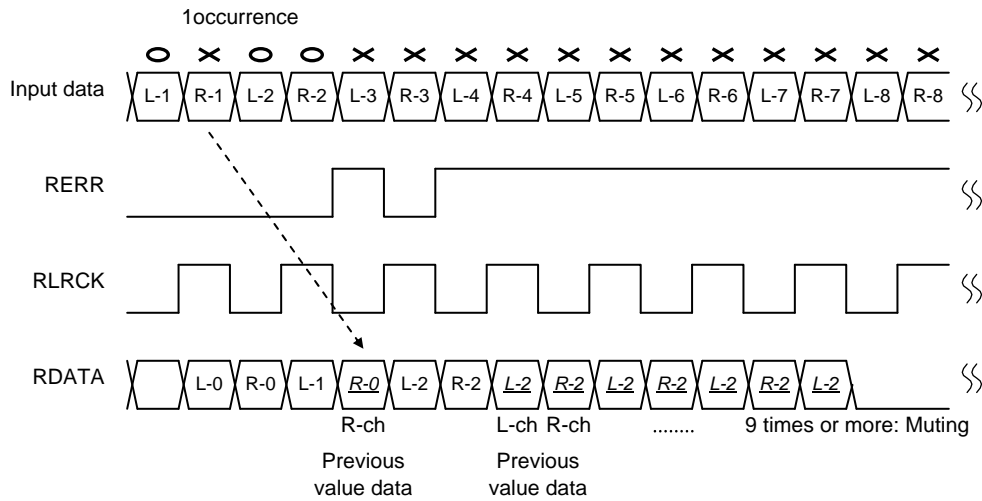 1occurrence
O X O O X X X X X X X X X X X X
Input data L-1 R-1 L-2 R-2 L-3 R-3 L-4 R-4 L-5 R-5 L-6 R-6 L-7 R-7 L-8 R-8
RERR
RLRCK
RDATA L-0 R-0 L-1 R-0 L-2 R-2 L-2 R-2 L-2 R-2 L-2 R-2 L-2
R-ch L-ch R-ch ........ 9 times or more: Muting
Previous Previous
value data value data